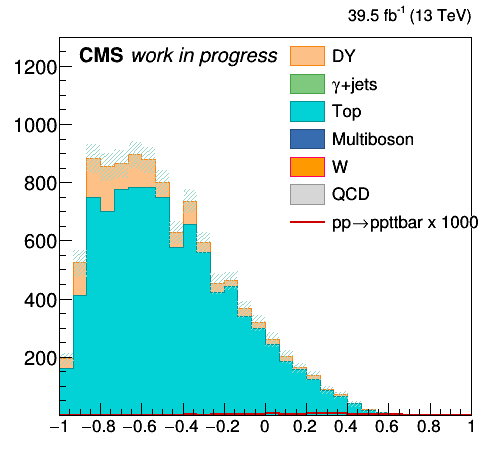 39.5 fb⁻¹ (13 TeV)
CMS work in progress
DY
γ+jets
Top
Multiboson
W
QCD
pp→ppttbar x 1000
1200
1000
800
600
400
200
−1 −0.8 −0.6 −0.4 −0.2 0 0.2 0.4 0.6 0.8 1